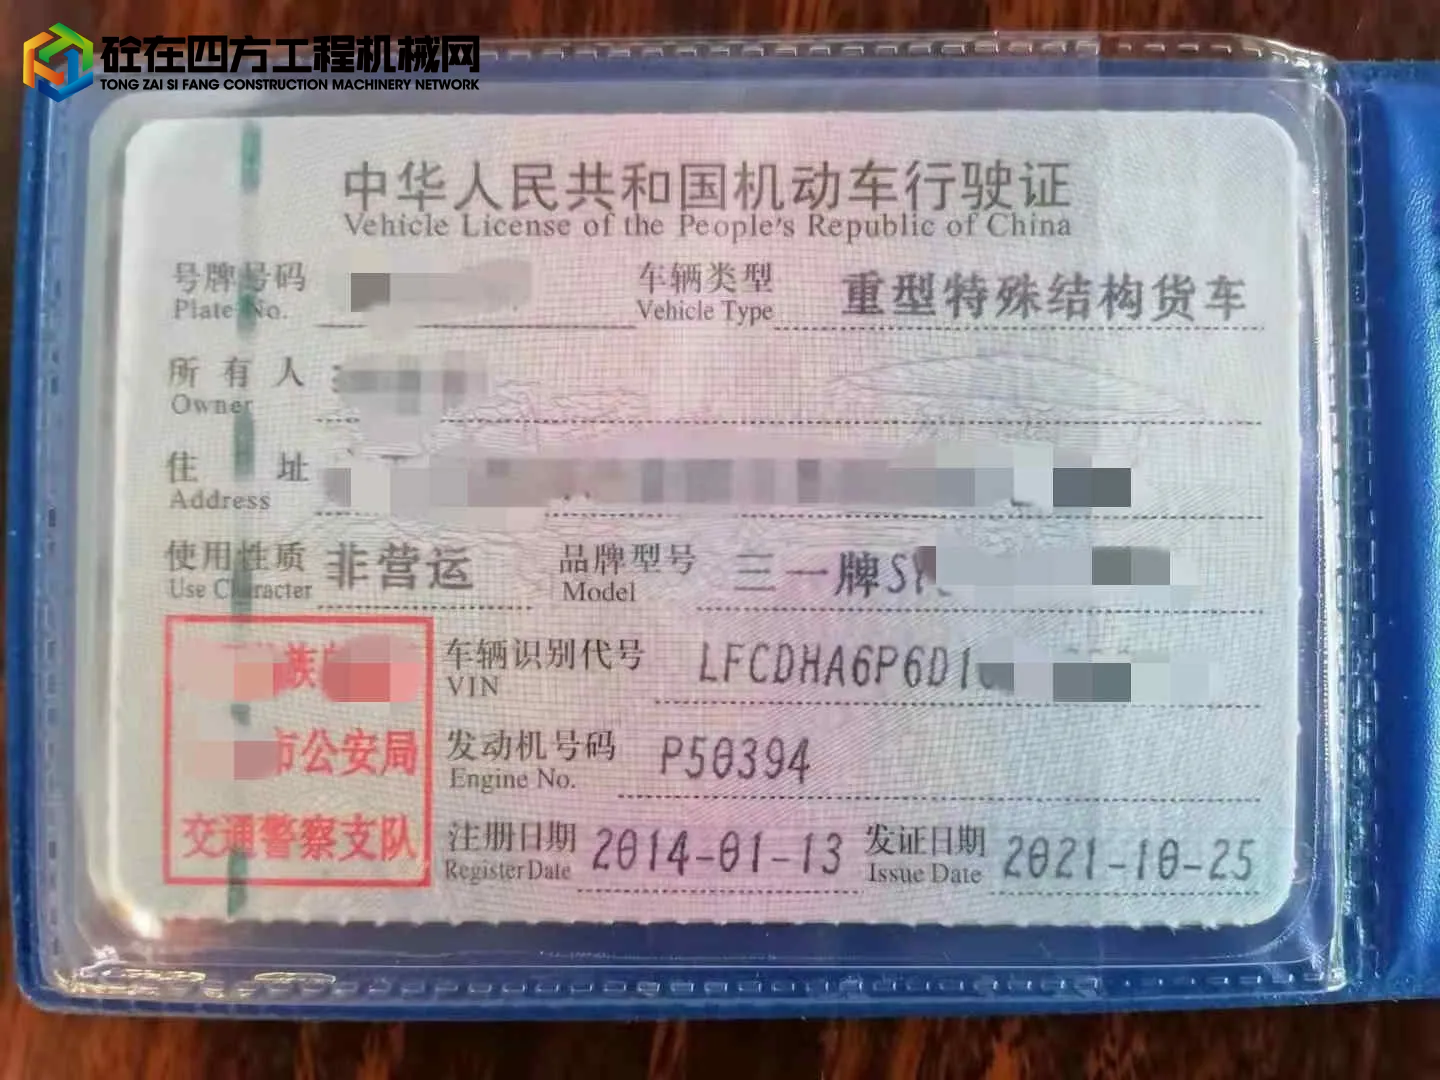 砼在四方工程机械网
TONG ZAI SI FANG CONSTRUCTION MACHINERY NETWORK
中华人民共和国机动车行驶证
Vehicle License of the People's Republic of China
号牌号码
Plate No.
车辆类型 重型特殊结构货车
Vehicle Type
所有人
Owner
住址
Address
使用性质 非营运
Use Character
品牌型号 三一牌SY
Model
车辆识别代号 LFCDHA6P6D1
VIN
族
市公安局
交通警察支队
发动机号码 P50394
Engine No.
注册日期 2014-01-13
Register Date
发证日期 2021-10-25
Issue Date